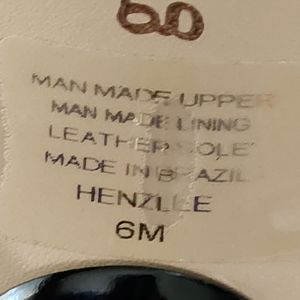 60
MAN MADE UPPER
MAN MADE LINING
LEATHER SOLE
MADE IN BRAZIL
HENZLEE
6M